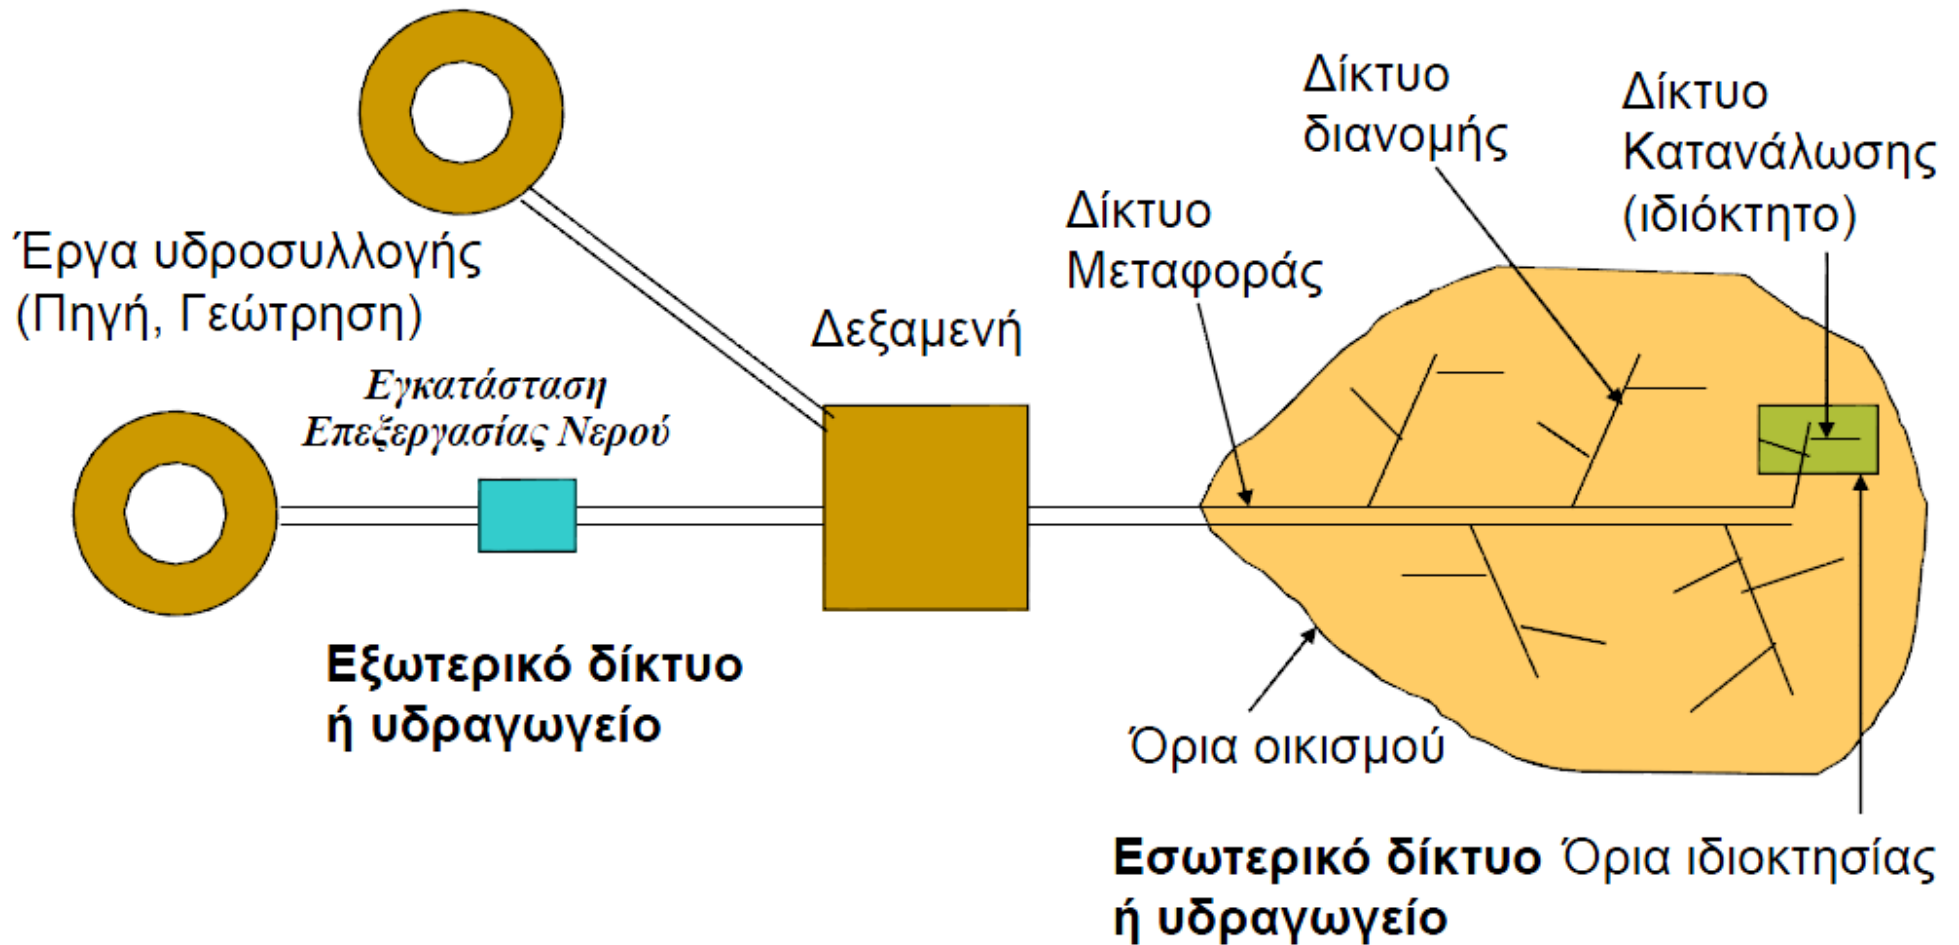 Δίκτυο
διανομής
Δίκτυο
Κατανάλωσης
(ιδιόκτητο)
Δίκτυο
Μεταφοράς
Έργα υδροσυλλογής
(Πηγή, Γεώτρηση)
Δεξαμενή
Εγκατάσταση
Επεξεργασίας Νερού
Εξωτερικό δίκτυο
ή υδραγωγείο
Όρια οικισμού
Εσωτερικό δίκτυο
ή υδραγωγείο
Όρια ιδιοκτησίας